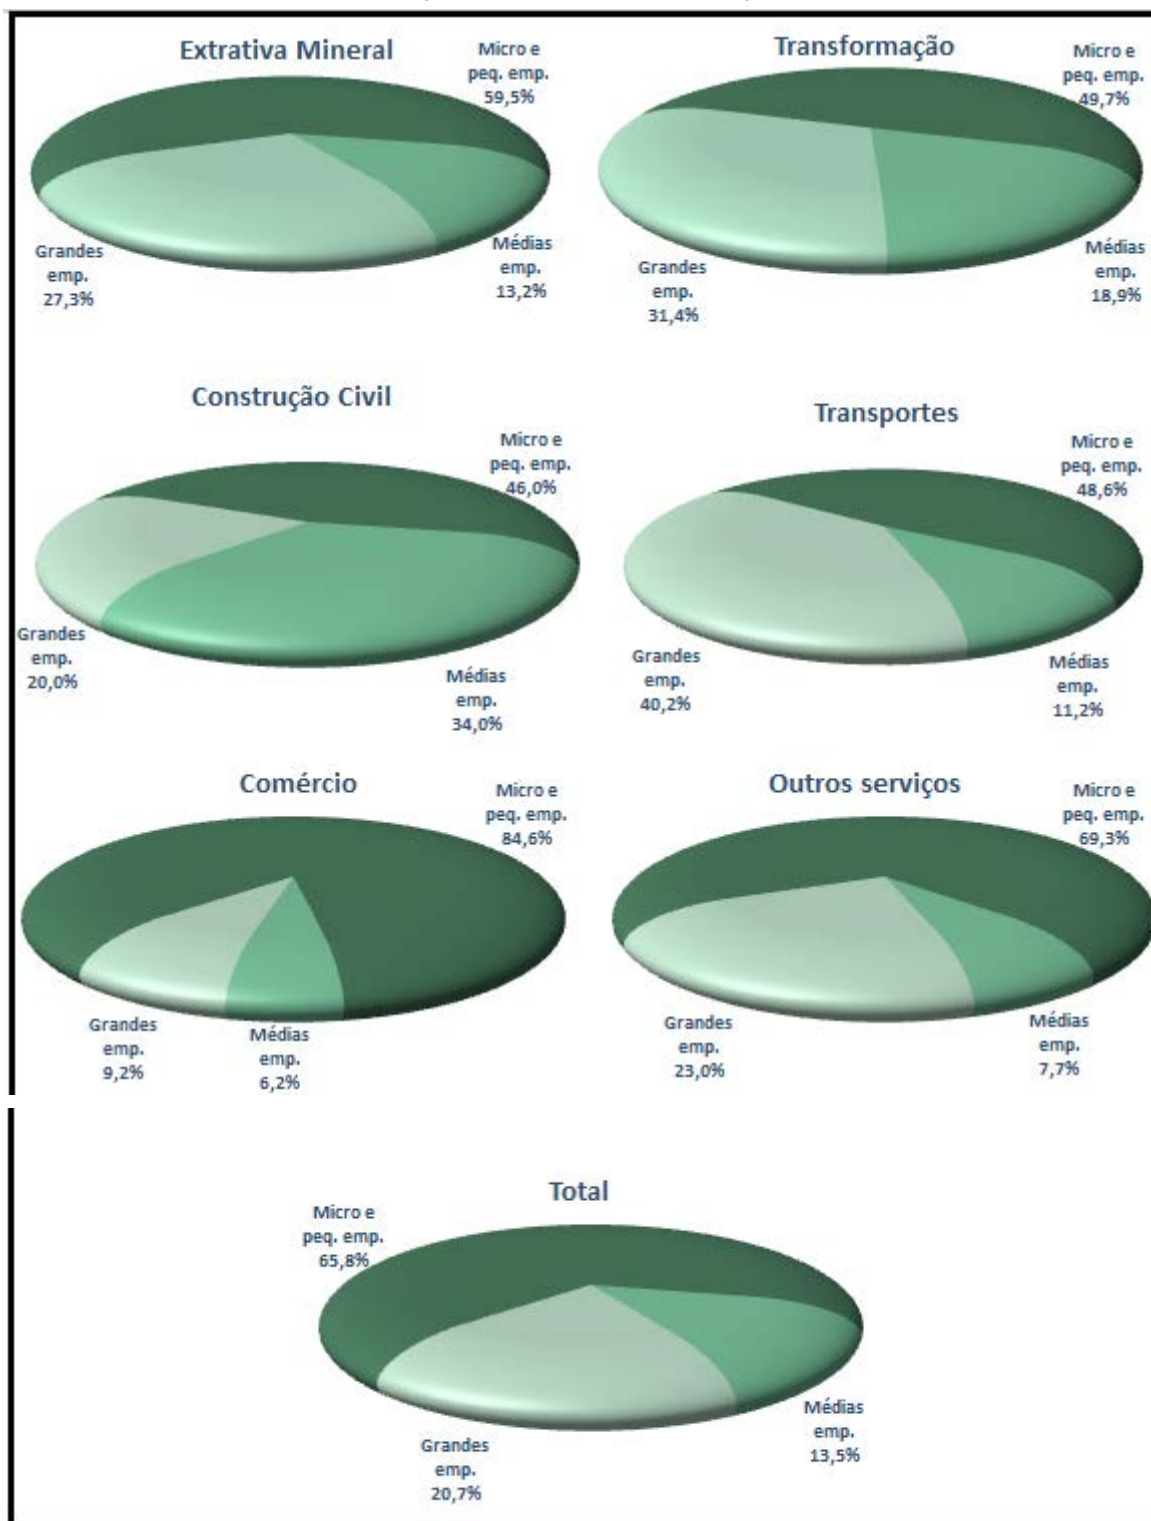 Extrativa Mineral
Micro e
peq. emp.
59,5%
Grandes
emp.
27,3%
Médias
emp.
13,2%
Transformação
Micro e
peq. emp.
49,7%
Grandes
emp.
31,4%
Médias
emp.
18,9%
Construção Civil
Micro e
peq. emp.
46,0%
Grandes
emp.
20,0%
Médias
emp.
34,0%
Transportes
Micro e
peq. emp.
48,6%
Grandes
emp.
40,2%
Médias
emp.
11,2%
Comércio
Micro e
peq. emp.
84,6%
Grandes
emp.
9,2%
Médias
emp.
6,2%
Outros serviços
Micro e
peq. emp.
69,3%
Grandes
emp.
23,0%
Médias
emp.
7,7%
Total
Micro e
peq. emp.
65,8%
Grandes
emp.
20,7%
Médias
emp.
13,5%